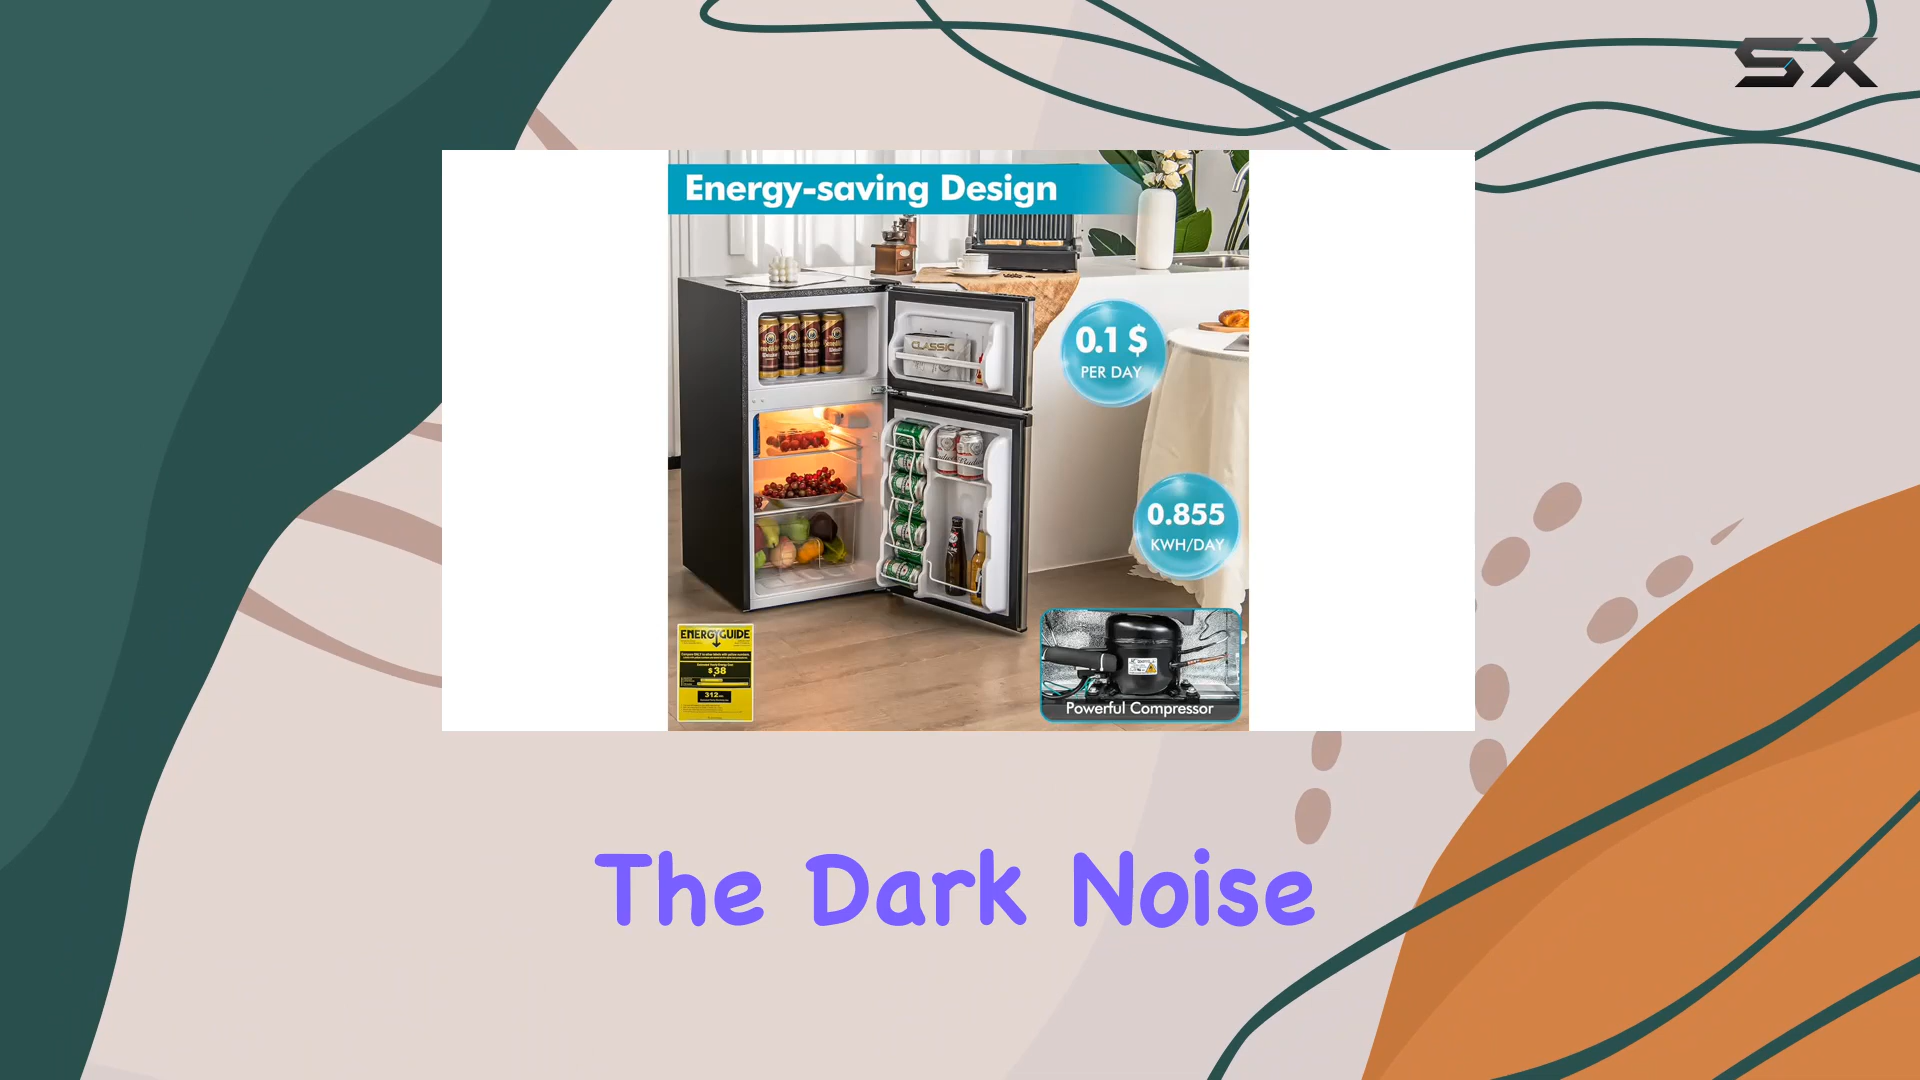 SX
Energy-saving Design
CLASSIC
0.1 $
PER DAY
0.855
KWH/DAY
ENERGYGUIDE
$38
312
Powerful Compressor
The Dark Noise